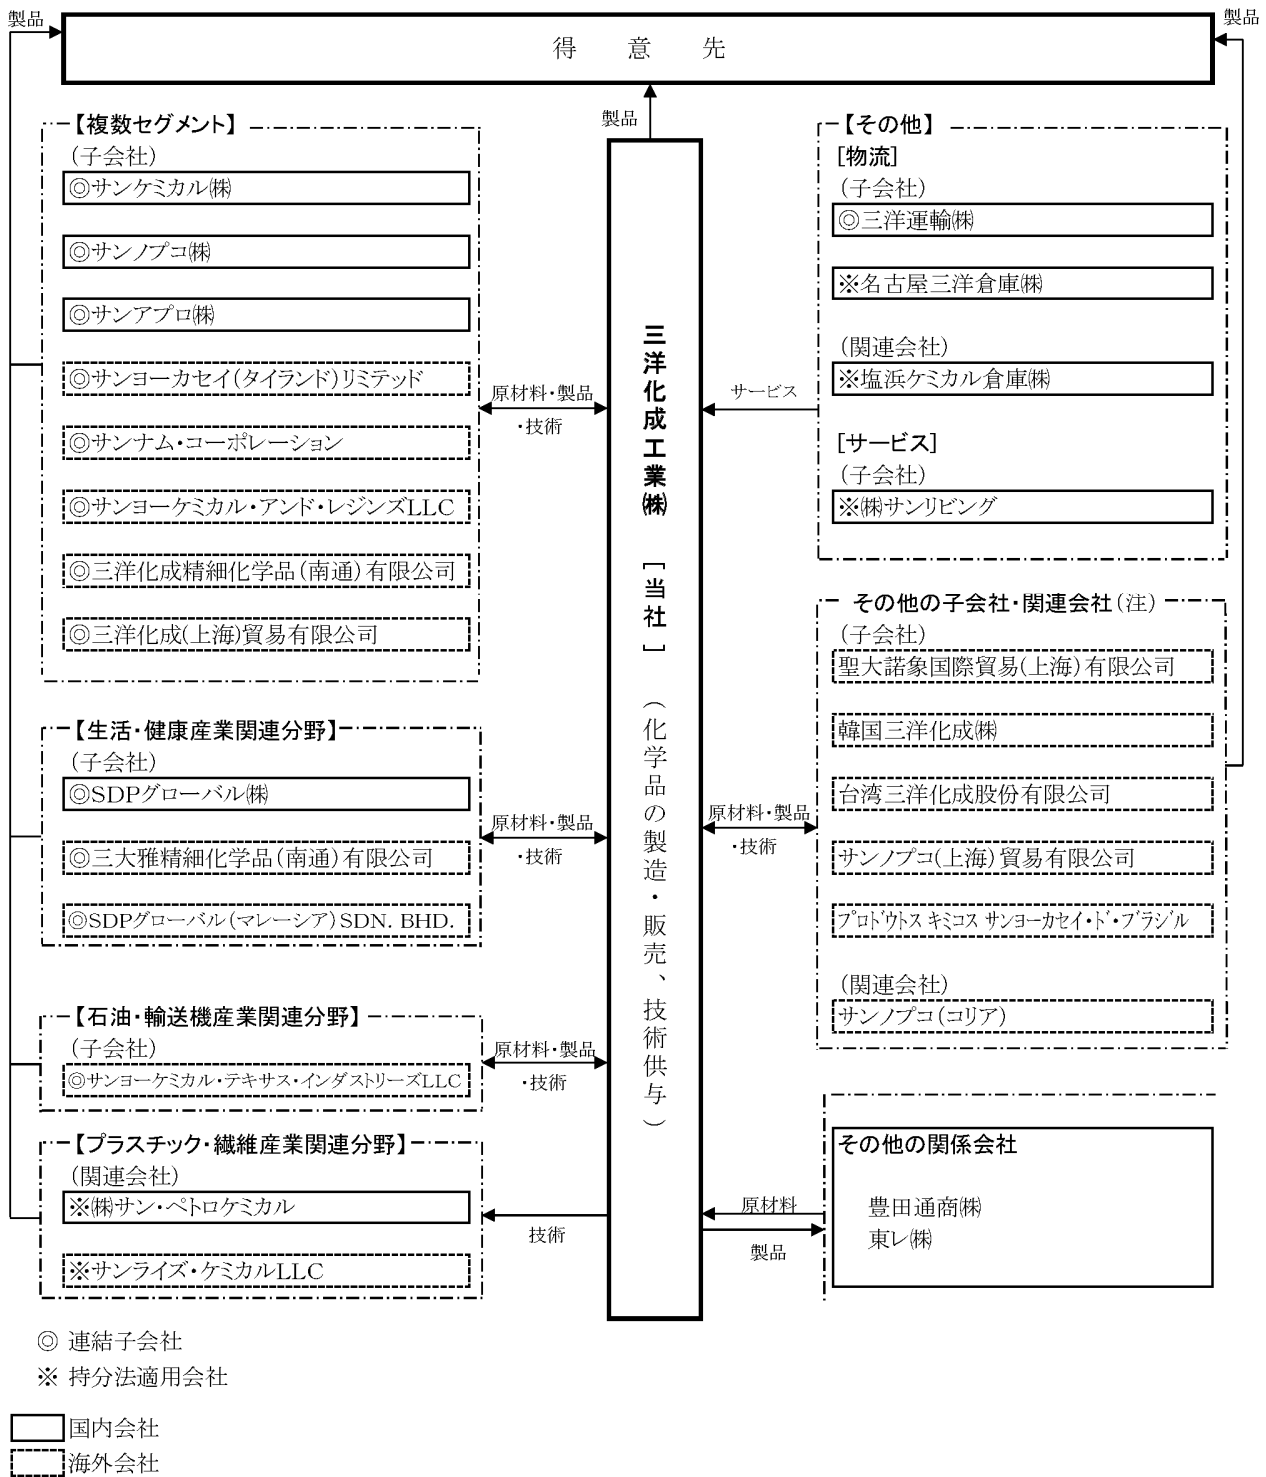 製品
製品
得意先
製品
【複数セグメント】
(子会社)
◎サンケミカル㈱
◎サンノプコ㈱
◎サンアプロ㈱
◎サンヨーカセイ(タイランド)リミテッド
◎サンナム・コーポレーション
◎サンヨーケミカル・アンド・レジンズLLC
◎三洋化成精細化学品(南通)有限公司
◎三洋化成(上海)貿易有限公司
原材料・製品
・技術
【生活・健康産業関連分野】
(子会社)
◎SDPグローバル㈱
◎三大雅精細化学品(南通)有限公司
◎SDPグローバル(マレーシア)SDN. BHD.
原材料・製品
・技術
【石油・輸送機産業関連分野】
(子会社)
◎サンヨーケミカル・テキサス・インダストリーズLLC
原材料・製品
・技術
【プラスチック・繊維産業関連分野】
(関連会社)
※㈱サン・ペトロケミカル
※サンライズ・ケミカルLLC
技術
三洋化成工業㈱ [当社] (化学品の製造・販売、技術供与)
【その他】
[物流]
(子会社)
◎三洋運輸㈱
※名古屋三洋倉庫㈱
(関連会社)
※塩浜ケミカル倉庫㈱
[サービス]
(子会社)
※㈱サンリビング
サービス
その他の子会社・関連会社(注)
(子会社)
聖大諾象国際貿易(上海)有限公司
韓国三洋化成㈱
台湾三洋化成股份有限公司
サンノプコ(上海)貿易有限公司
プロドゥトス キミコス サンヨーカセイ・ド・ブラジル
(関連会社)
サンノプコ(コリア)
原材料・製品
・技術
その他の関係会社
豊田通商㈱
東レ㈱
原材料
製品
◎ 連結子会社
※ 持分法適用会社
国内会社
海外会社